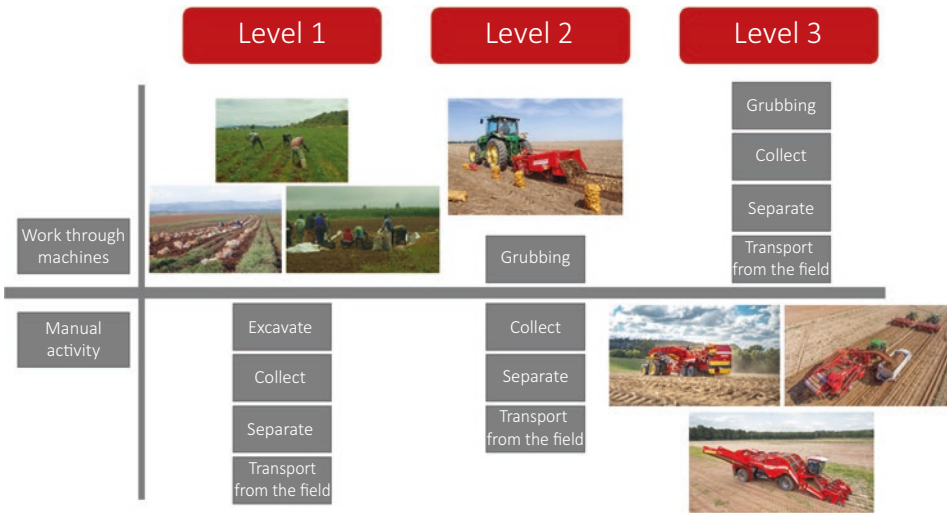 Level 1
Level 2
Level 3
Grubbing
Collect
Separate
Transport
from the field
Work through
machines
Grubbing
Manual
activity
Excavate
Collect
Separate
Transport
from the field
Collect
Separate
Transport
from the field